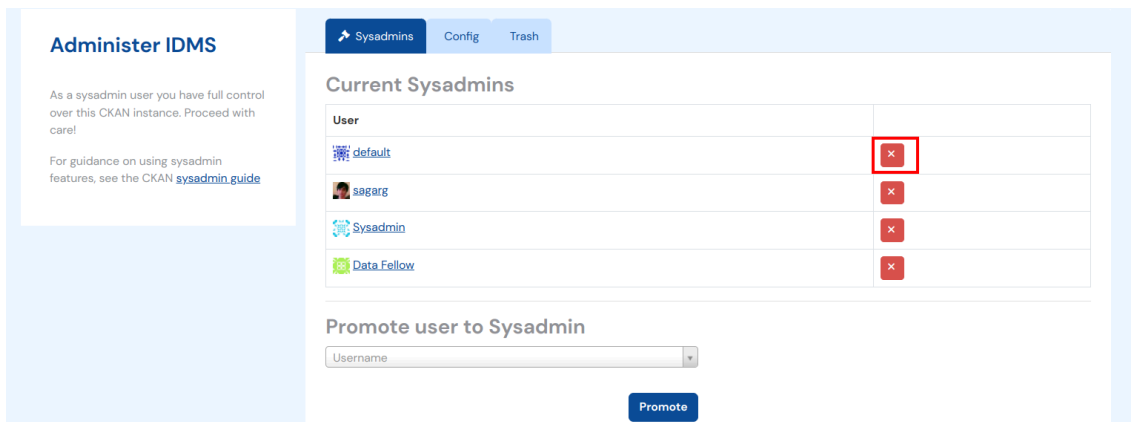 Administer IDMS
As a sysadmin user you have full control
over this CKAN instance. Proceed with
care!
For guidance on using sysadmin
features, see the CKAN sysadmin guide
Sysadmins Config Trash
Current Sysadmins
User
default
sagarg
Sysadmin
Data Fellow
Promote user to Sysadmin
Username
Promote